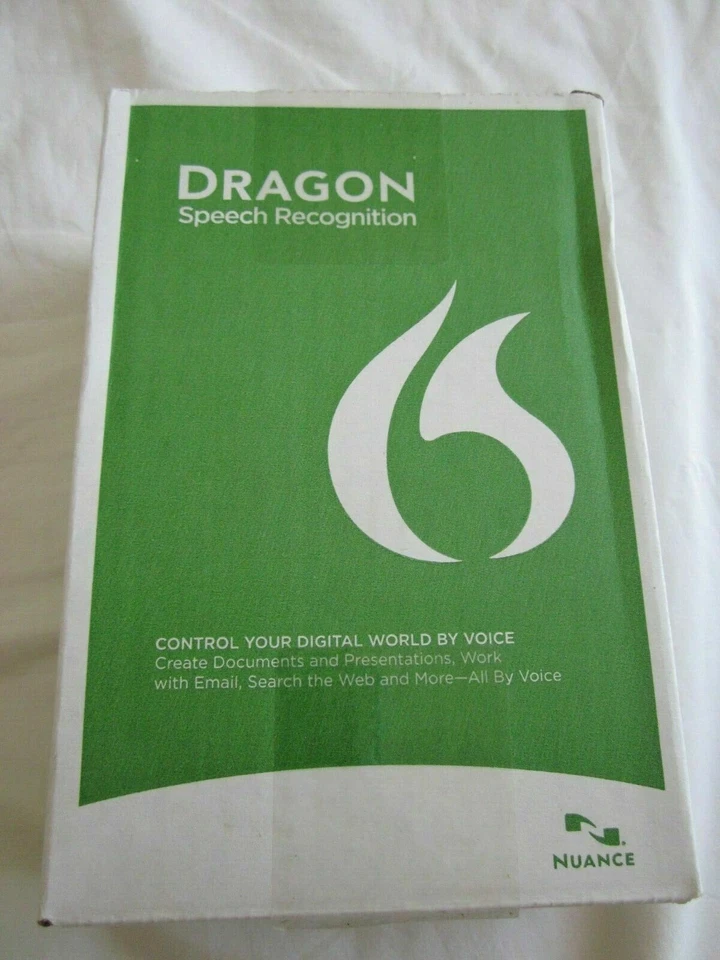 DRAGON
Speech Recognition
CONTROL YOUR DIGITAL WORLD BY VOICE
Create Documents and Presentations, Work
with Email, Search the Web and More—All By Voice
NUANCE